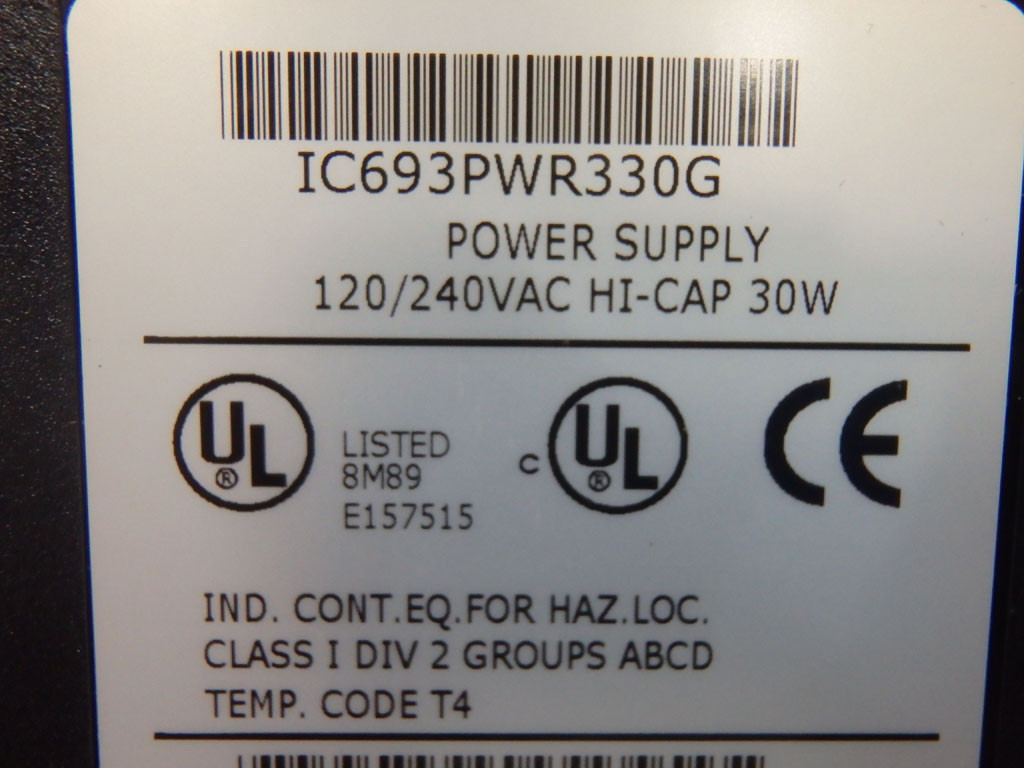 IC693PWR330G
POWER SUPPLY
120/240VAC HI-CAP 30W
UL ®
LISTED
8M89
E157515
c UL ®
CE
IND. CONT.EQ.FOR HAZ.LOC.
CLASS I DIV 2 GROUPS ABCD
TEMP. CODE T4